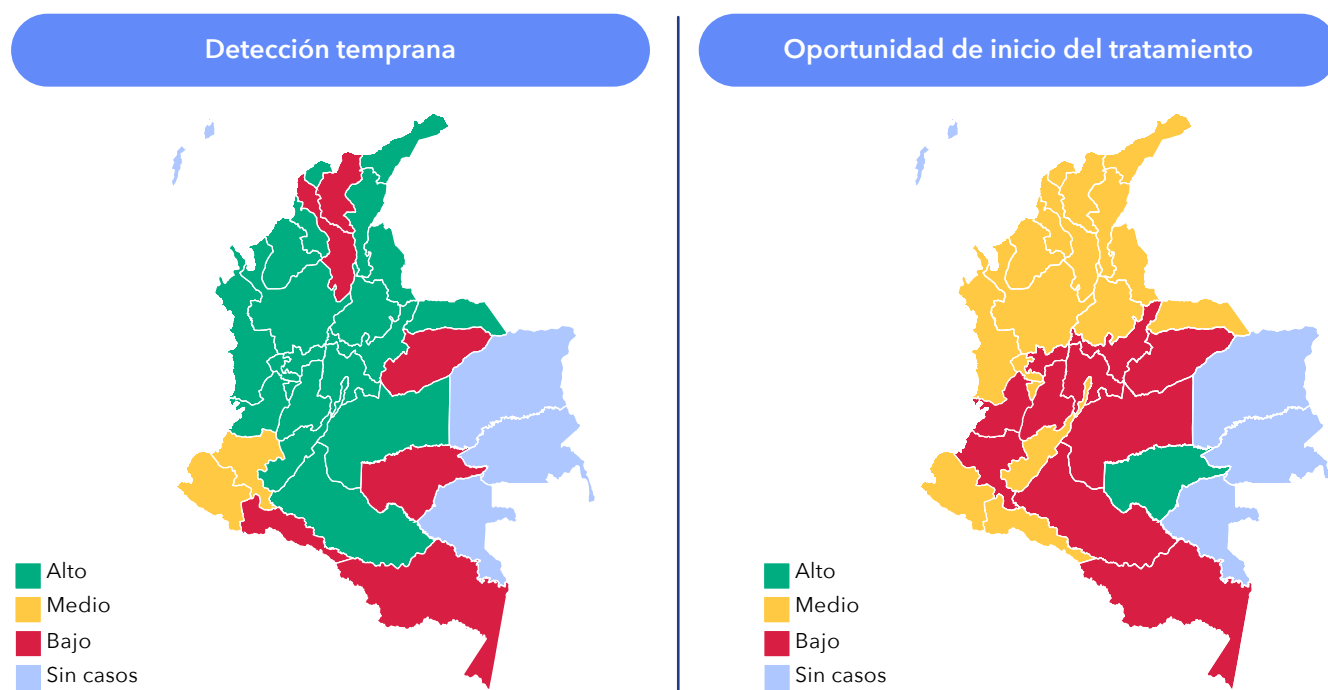 Detección temprana
Alto
Medio
Bajo
Sin casos
Oportunidad de inicio del tratamiento
Alto
Medio
Bajo
Sin casos